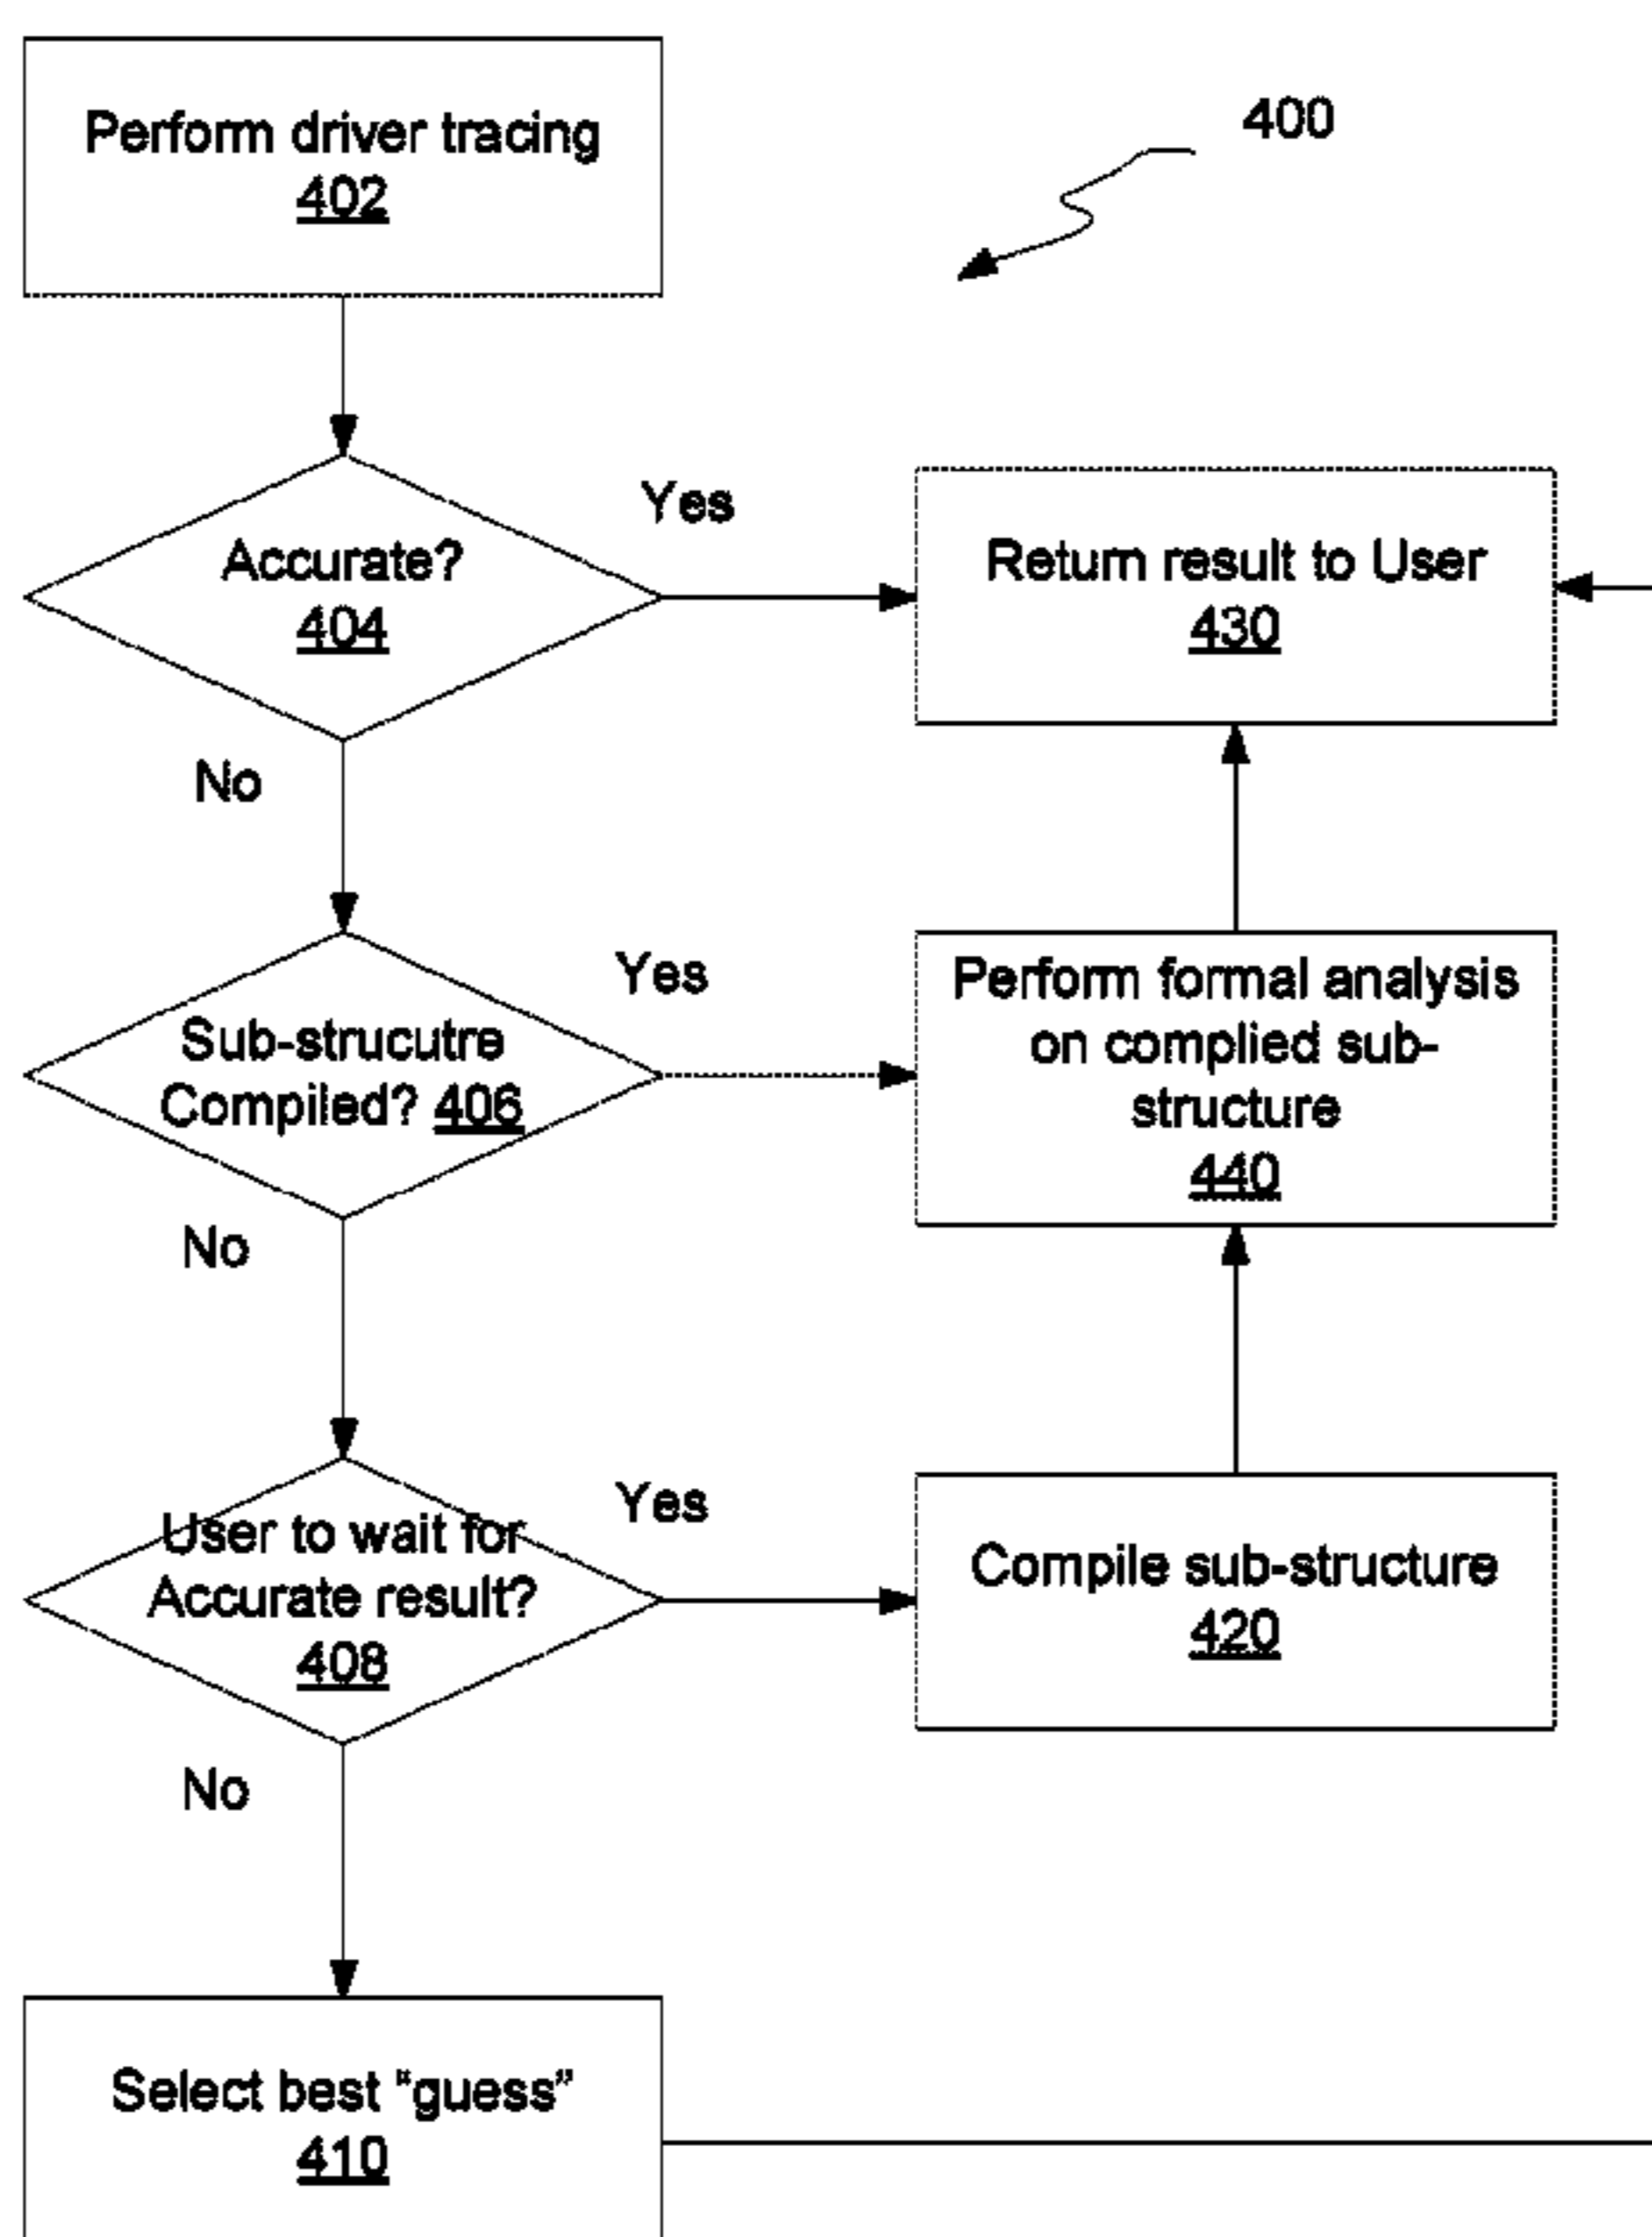 Perform driver tracing
402
400
Accurate?
404
Yes
Return result to User
430
No
Sub-strucutre
Compiled? 406
Yes
Perform formal analysis
on complied sub-
structure
440
No
User to wait for
Accurate result?
408
Yes
Compile sub-structure
420
No
Select best “guess”
410